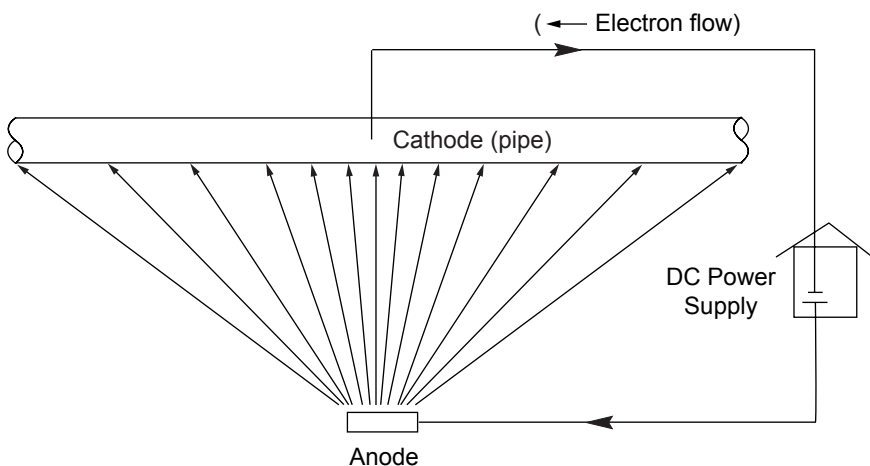 ( ← Electron flow)
Cathode (pipe)
DC Power
Supply
Anode